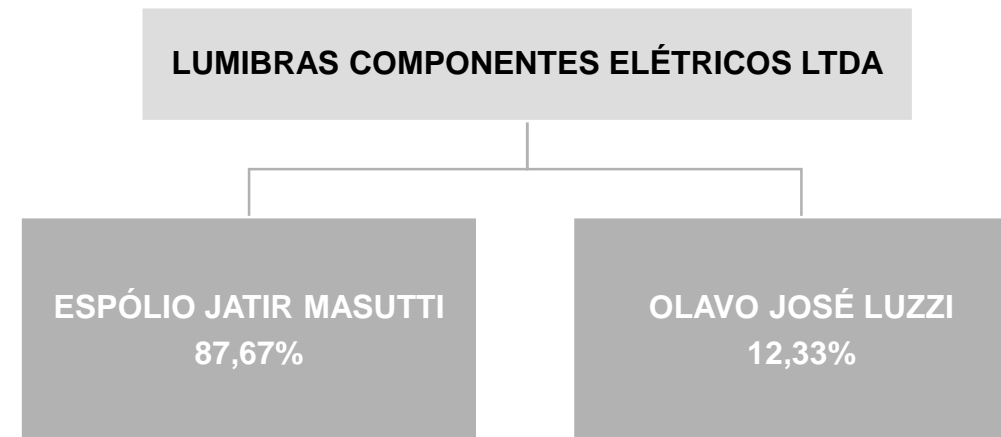 LUMIBRAS COMPONENTES ELÉTRICOS LTDA
ESPÓLIO JATIR MASUTTI
87,67%
OLAVO JOSÉ LUZZI
12,33%